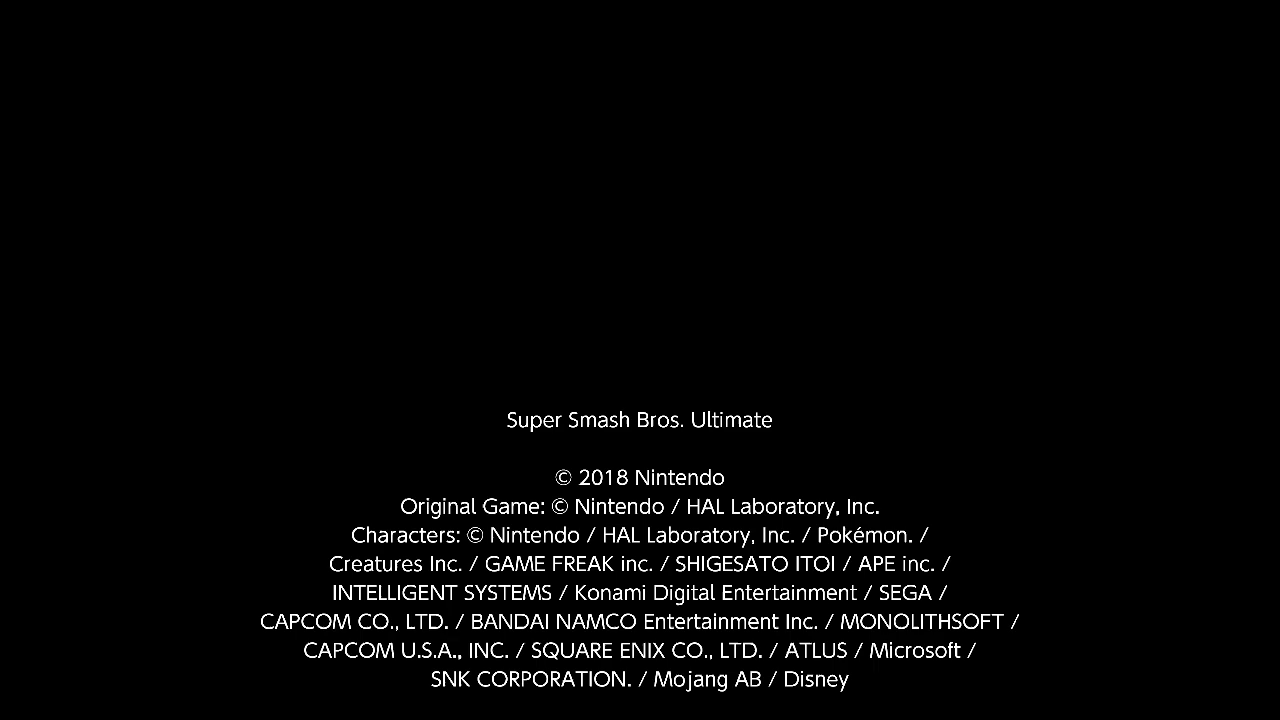 Super Smash Bros. Ultimate
© 2018 Nintendo
Original Game: © Nintendo / HAL Laboratory, Inc.
Characters: © Nintendo / HAL Laboratory, Inc. / Pokémon. /
Creatures Inc. / GAME FREAK inc. / SHIGESATO ITOI / APE inc. /
INTELLIGENT SYSTEMS / Konami Digital Entertainment / SEGA /
CAPCOM CO., LTD. / BANDAI NAMCO Entertainment Inc. / MONOLITHSOFT /
CAPCOM U.S.A., INC. / SQUARE ENIX CO., LTD. / ATLUS / Microsoft /
SNK CORPORATION. / Mojang AB / Disney